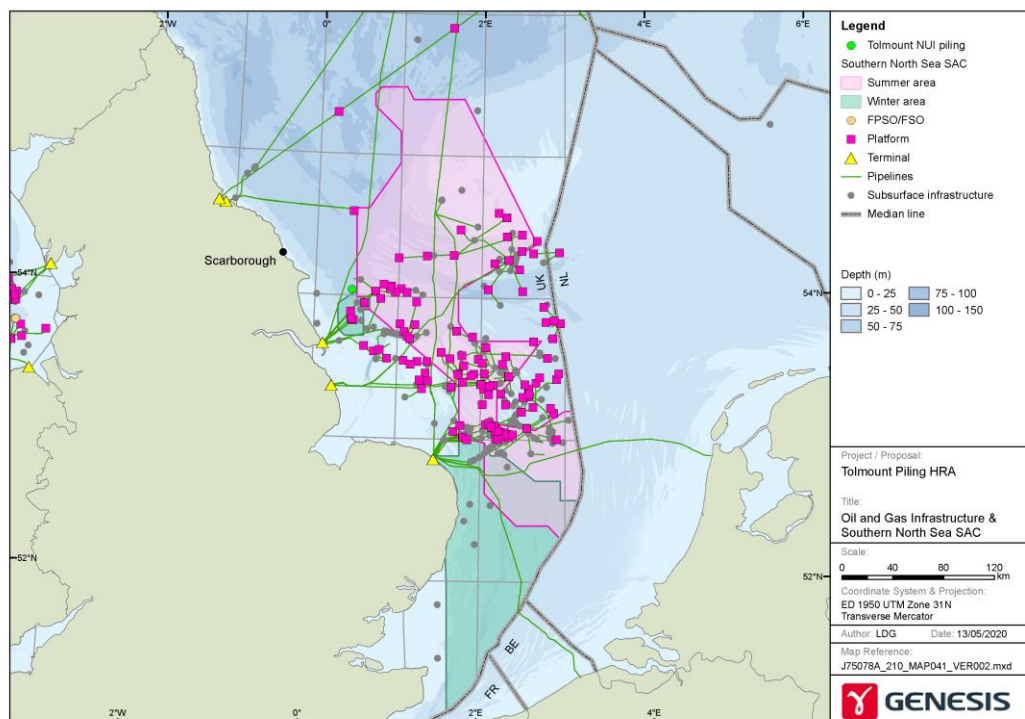 2°W
0°
2°E
4°E
6°E
Scarborough
54°N
54°N
UK
NL
52°N
52°N
BE
FR
2°W
0°
2°E
4°E
Legend
Tolmount NUI piling
Southern North Sea SAC
Summer area
Winter area
FPSO/FSO
Platform
Terminal
Pipelines
Subsurface infrastructure
Median line
Depth (m)
0 - 25
75 - 100
25 - 50
100 - 150
50 - 75
Project / Proposal:
Tolmount Piling HRA
Title:
Oil and Gas Infrastructure &
Southern North Sea SAC
Scale:
0 40 80 120
km
Coordinate System & Projection:
ED 1950 UTM Zone 31N
Transverse Mercator
Author: LDG Date: 13/05/2020
Map Reference:
J75078A_210_MAP041_VER002.mxd
GENESIS